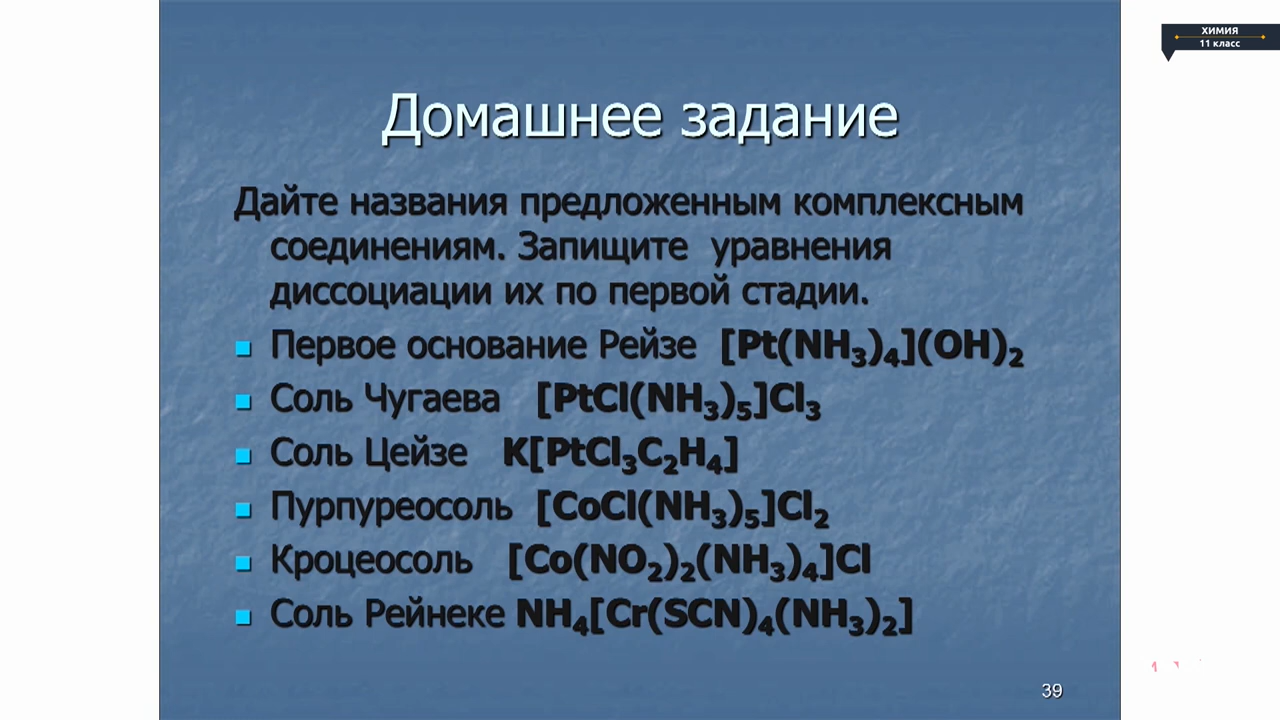 ХИМИЯ
11 класс
Домашнее задание
Дайте названия предложенным комплексным
соединениям. Запищите уравнения
диссоциации их по первой стадии.
Первое основание Рейзе [Pt(NH₃)₄](OH)₂
Соль Чугаева [PtCl(NH₃)₅]Cl₃
Соль Цейзе K[PtCl₃C₂H₄]
Пурпуреосоль [CoCl(NH₃)₅]Cl₂
Кроцеосоль [Co(NO₂)₂(NH₃)₄]Cl
Соль Рейнеке NH₄[Cr(SCN)₄(NH₃)₂]
39